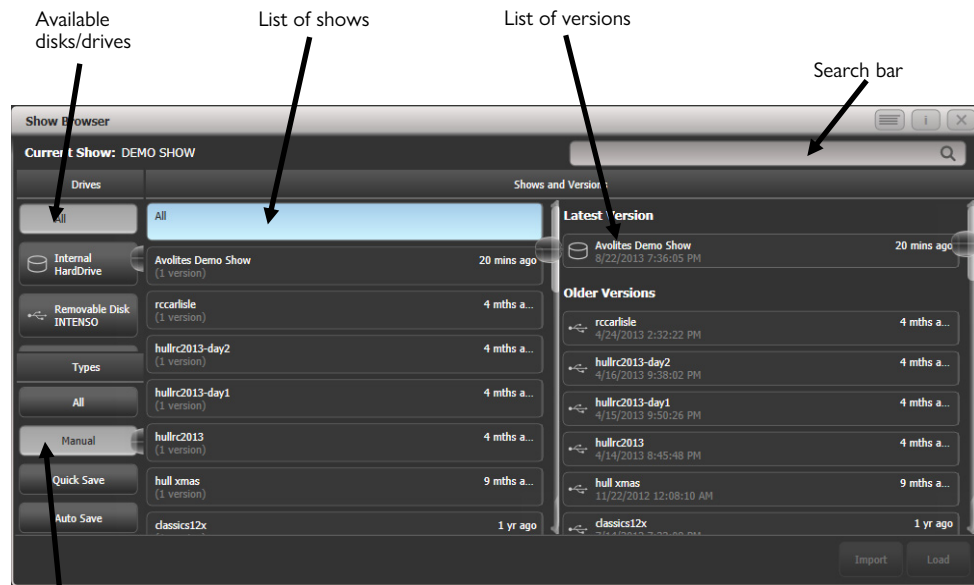 Available
disks/drives
List of shows
List of versions
Search bar
Show Browser
i
Current Show: DEMO SHOW
Drives
Shows and Versions
All
Internal
HardDrive
Removable Disk
INTENSO
Types
All
Manual
Quick Save
Auto Save
All
Avolites Demo Show 20 mins ago
(1 version)
rccarlisle 4 mths a...
(1 version)
hullrc2013-day2 4 mths a...
(1 version)
hullrc2013-day1 4 mths a...
(1 version)
hullrc2013 4 mths a...
(1 version)
hull xmas 9 mths a...
(1 version)
classics12x 1 yr ago
Latest Version
Avolites Demo Show 20 mins ago
8/22/2013 7:36:05 PM
Older Versions
rccarlisle 4 mths a...
4/24/2013 2:32:22 PM
hullrc2013-day2 4 mths a...
4/16/2013 9:38:02 PM
hullrc2013-day1 4 mths a...
4/15/2013 9:50:26 PM
hullrc2013 4 mths a...
4/14/2013 8:45:48 PM
hull xmas 9 mths a...
11/22/2012 12:08:10 AM
classics12x 1 yr ago
Import Load